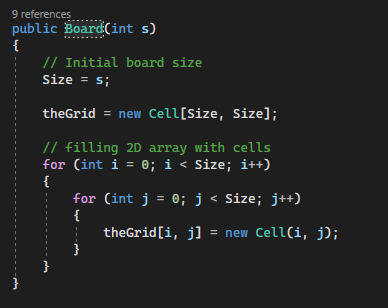 9 references
public Board(int s)
{
    // Initial board size
    Size = s;
    theGrid = new Cell[Size, Size];
    // filling 2D array with cells
    for (int i = 0; i < Size; i++)
    {
        for (int j = 0; j < Size; j++)
        {
            theGrid[i, j] = new Cell(i, j);
        }
    }
}